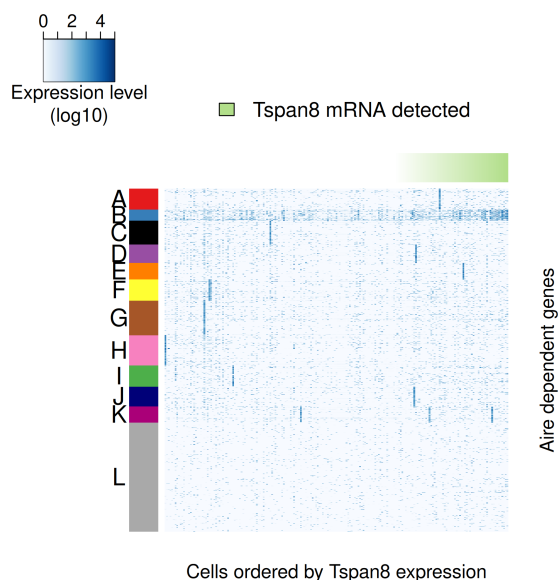 0 2 4
Expression level
(log10)
Tspan8 mRNA detected
A
B
C
D
E
F
G
H
I
J
K
L
Aire dependent genes
Cells ordered by Tspan8 expression